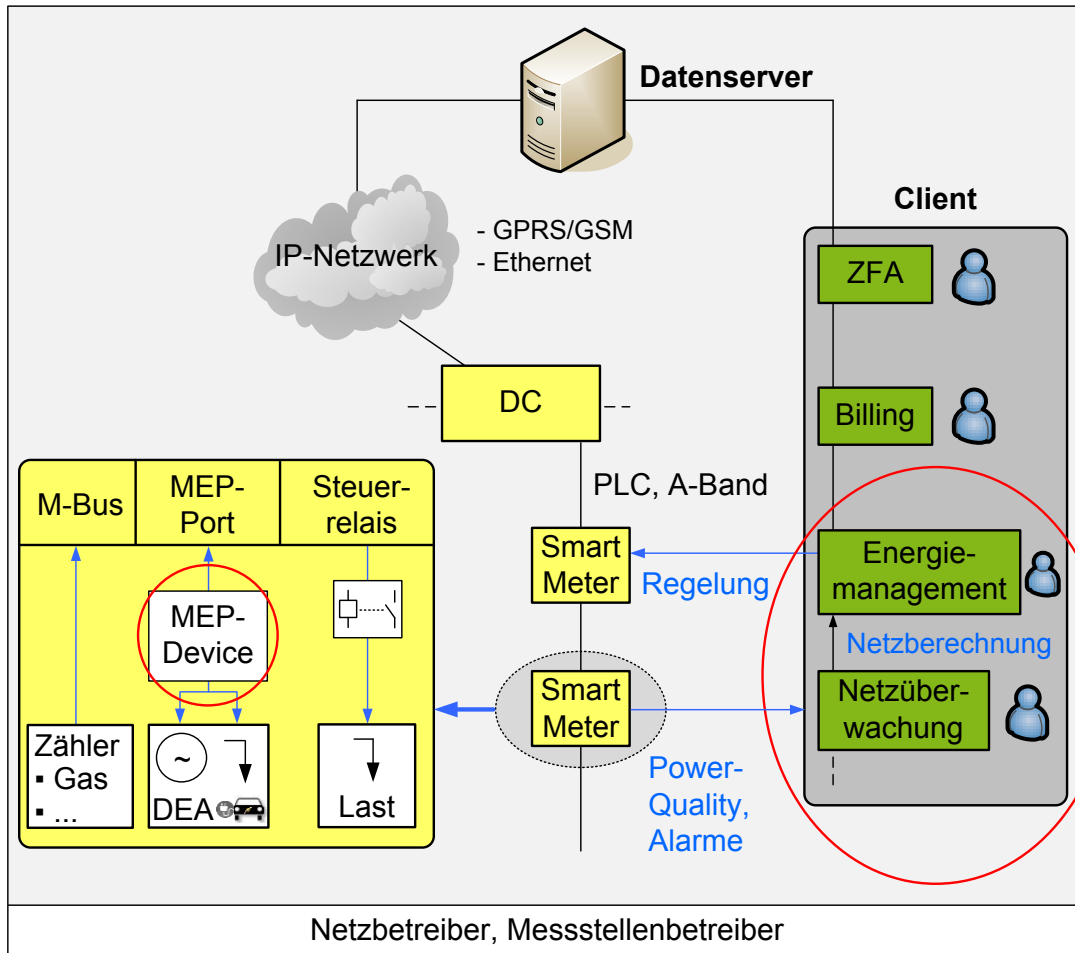 Datenserver
Client
IP-Netzwerk
- GPRS/GSM
- Ethernet
ZFA
DC
Billing
PLC, A-Band
M-Bus
MEP-
Port
Steuer-
relais
Smart
Meter
Regelung
Energie-
management
MEP-
Device
Netzberechnung
Smart
Meter
Netzüber-
wachung
Zähler
▪ Gas
▪ ...
~
DEA
Last
Power-
Quality,
Alarme
Netzbetreiber, Messstellenbetreiber